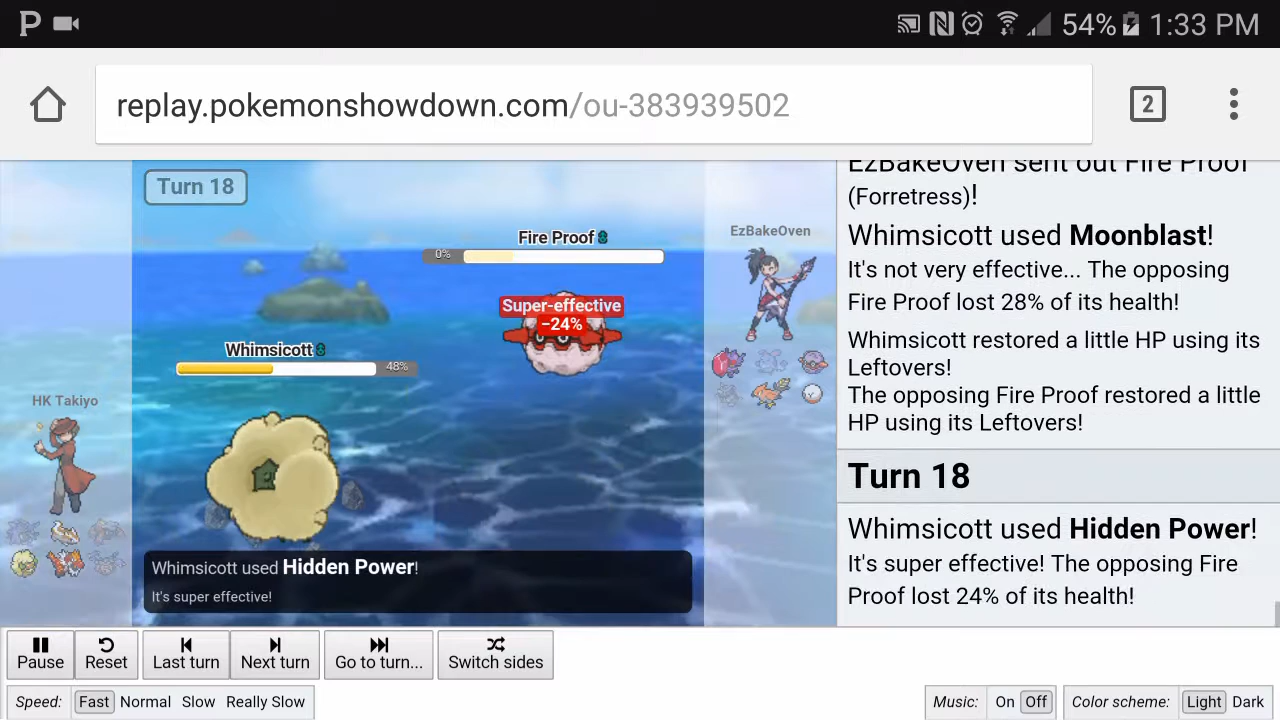 54% 1:33 PM
replay.pokemonshowdown.com/ou-383939502
2
Turn 18
Fire Proof
0%
Super-effective
−24%
Whimsicott
48%
HK Takiyo
EzBakeOven
Whimsicott used Hidden Power!
It's super effective!
EzBakeOven sent out Fire Proof
(Forretress)!
Whimsicott used Moonblast!
It's not very effective... The opposing
Fire Proof lost 28% of its health!
Whimsicott restored a little HP using its
Leftovers!
The opposing Fire Proof restored a little
HP using its Leftovers!
Turn 18
Whimsicott used Hidden Power!
It's super effective! The opposing Fire
Proof lost 24% of its health!
Pause Reset Last turn Next turn Go to turn... Switch sides
Speed: Fast Normal Slow Really Slow
Music: On Off
Color scheme: Light Dark